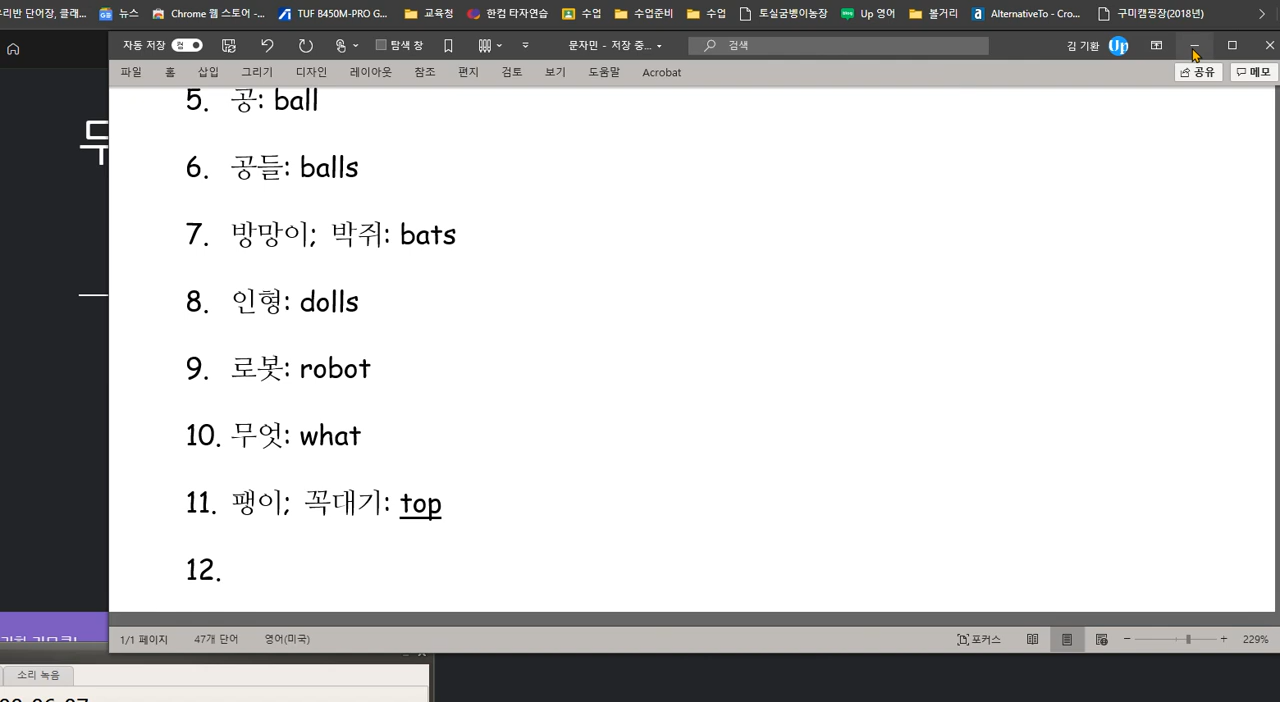 우리반 단어장, 클래... 뉴스 Chrome 웹 스토어 -... TUF B450M-PRO G... 교육청 한컴 타자연습 수업 수업준비 수집 토실굼벵이농장 Up 영어 볼거리 AlternativeTo - Cro... 구미캠핑장(2018년)
자동 저장 컴 탐색 창 문자민 - 저장 중... 검색 김 기환 Up
파일 홈 삽입 그리기 디자인 레이아웃 참조 편지 검토 보기 도움말 Acrobat 공유 메모
5. 공: ball
6. 공들: balls
7. 방망이; 박쥐: bats
8. 인형: dolls
9. 로봇: robot
10. 무엇: what
11. 팽이; 꼭대기: top
12.
1/1 페이지 47개 단어 영어(미국) 포커스 229%
소리 녹음